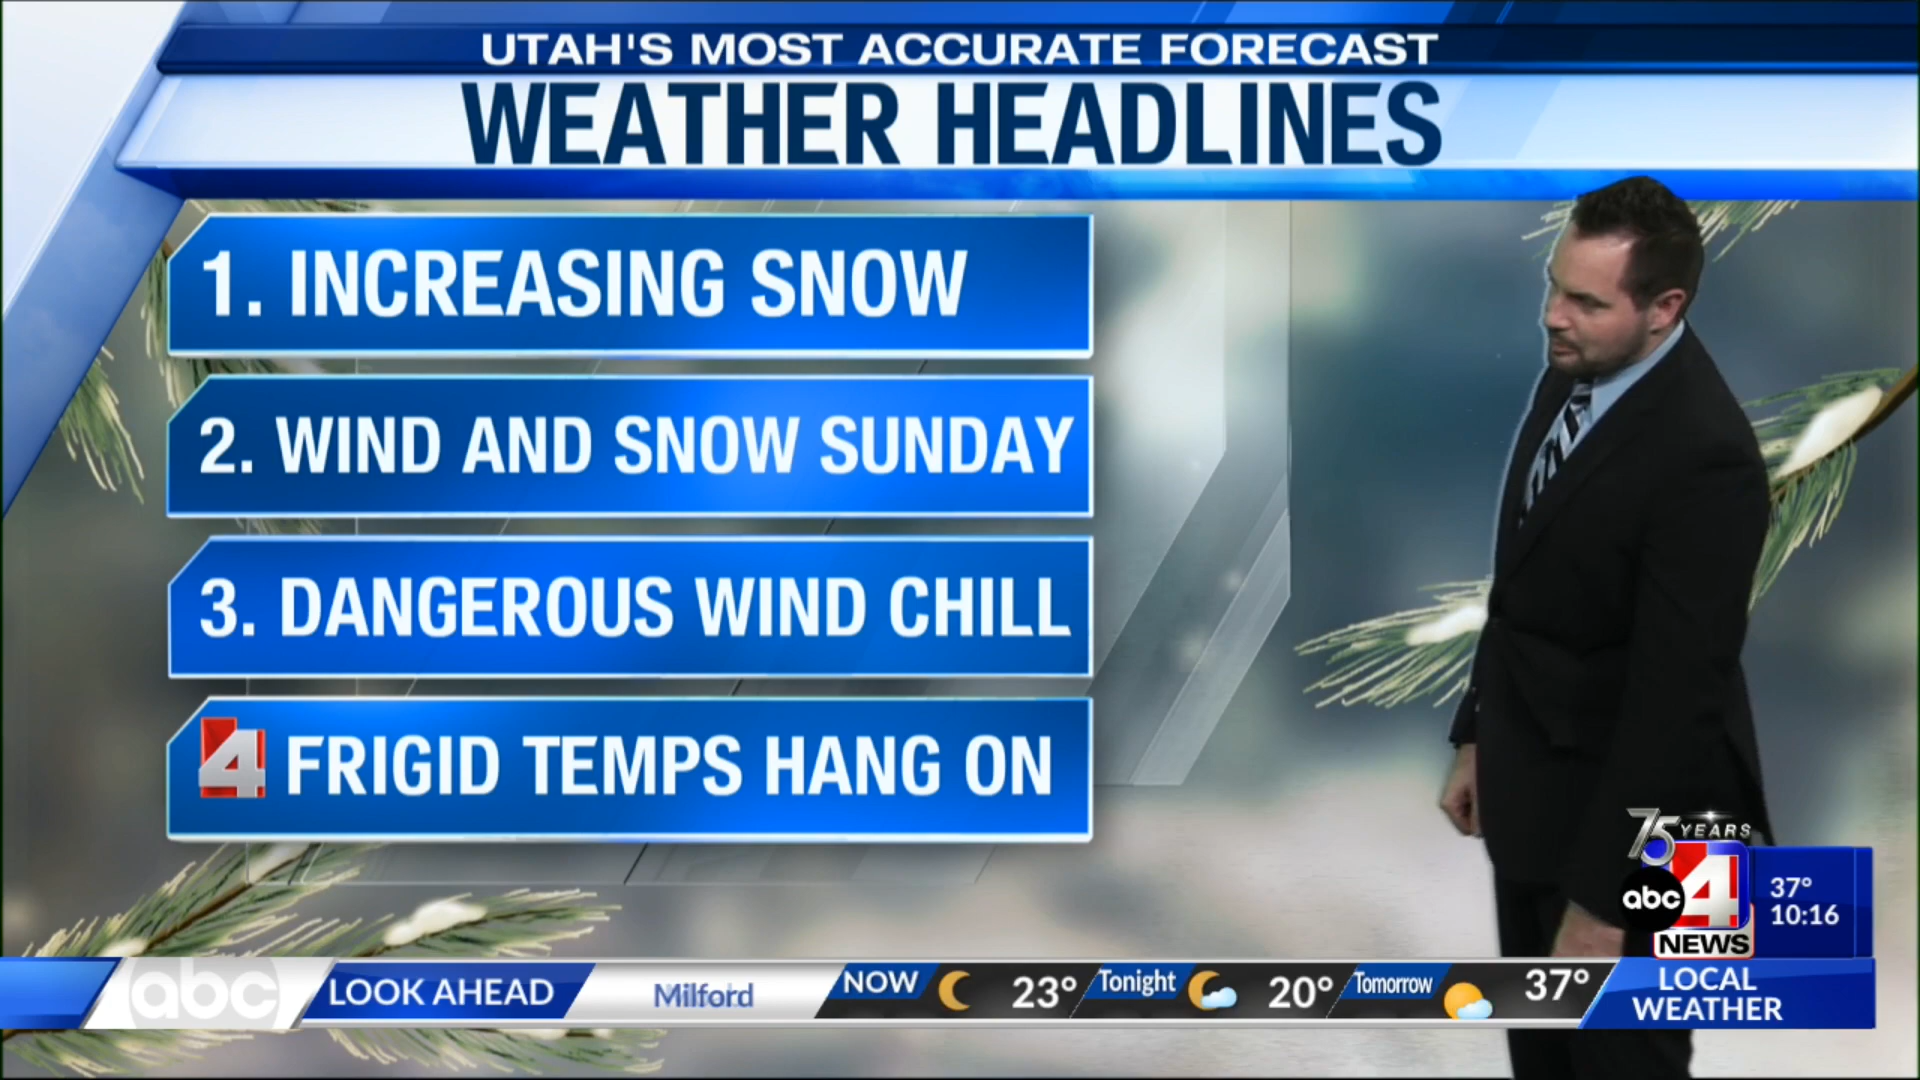 UTAH'S MOST ACCURATE FORECAST
WEATHER HEADLINES
1. INCREASING SNOW
2. WIND AND SNOW SUNDAY
3. DANGEROUS WIND CHILL
4 FRIGID TEMPS HANG ON
75 YEARS
abc 4
NEWS
37°
10:16
abc LOOK AHEAD Milford NOW 23° Tonight 20° Tomorrow 37°
LOCAL
WEATHER